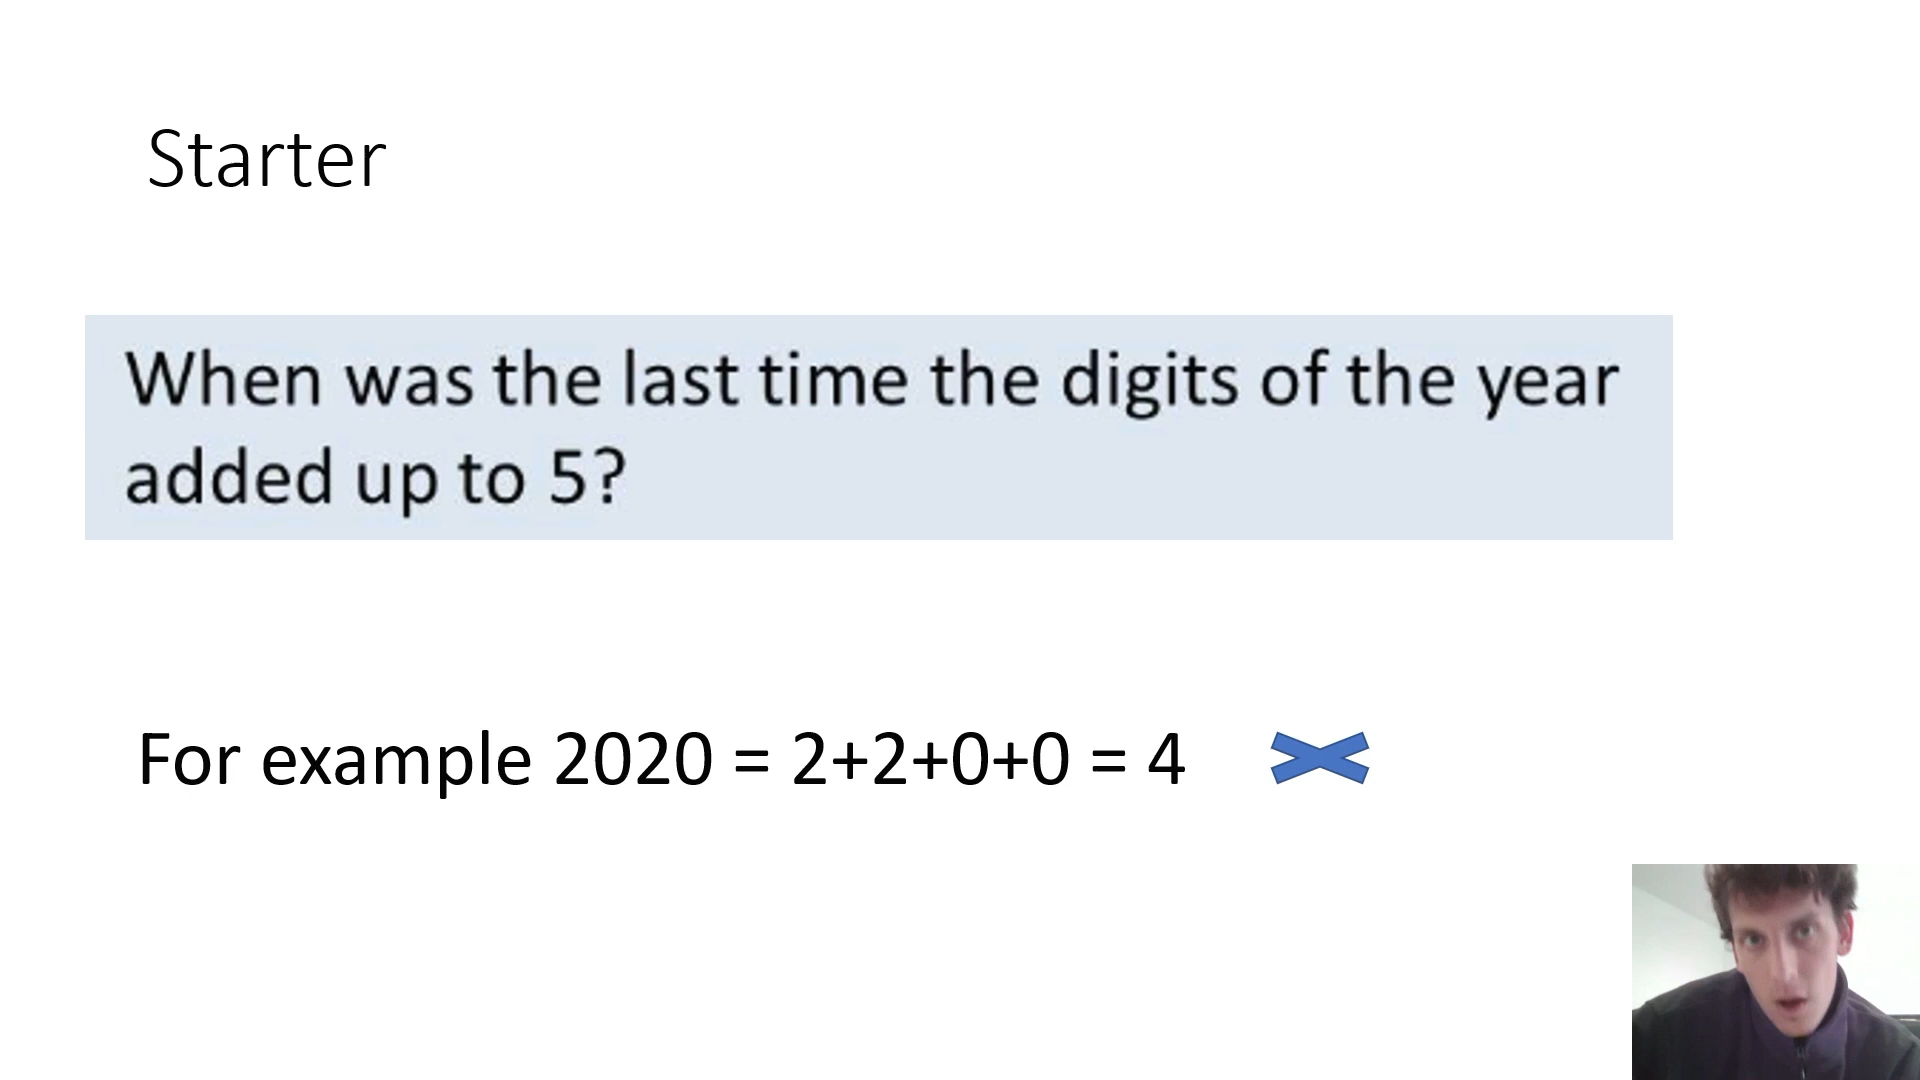 Starter
When was the last time the digits of the year
added up to 5?
For example 2020 = 2+2+0+0 = 4